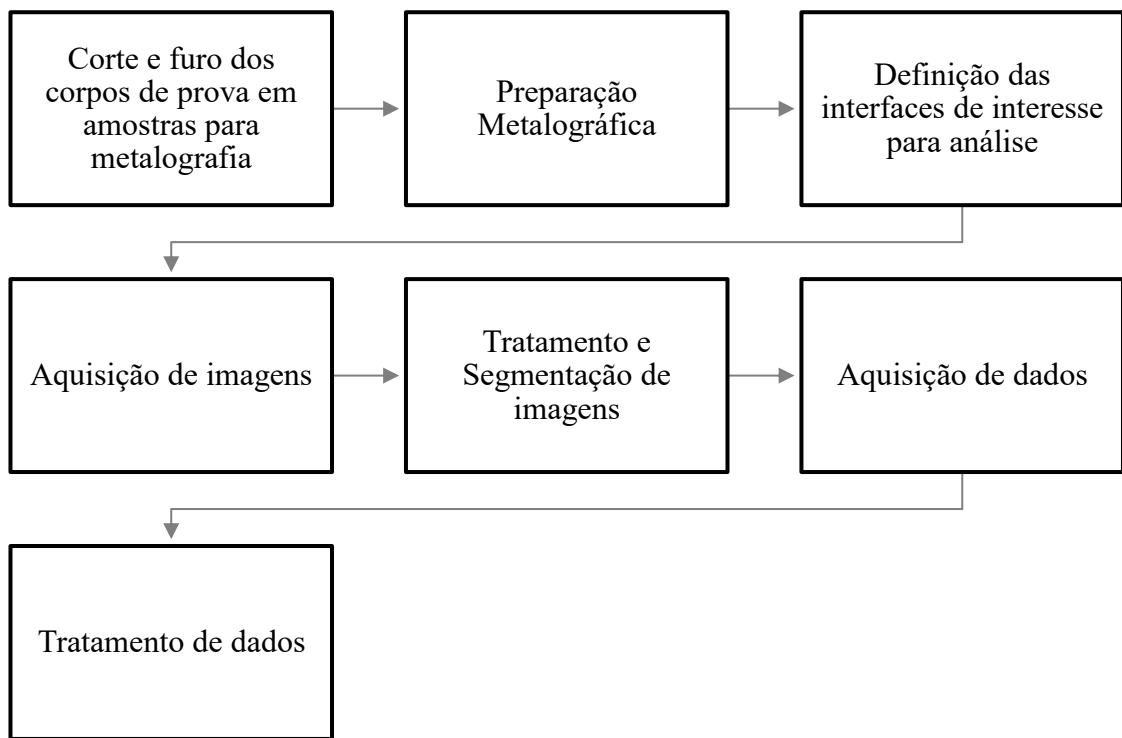 Corte e furo dos
corpos de prova em
amostras para
metalografia
Preparação
Metalográfica
Definição das
interfaces de interesse
para análise
Aquisição de imagens
Tratamento e
Segmentação de
imagens
Aquisição de dados
Tratamento de dados